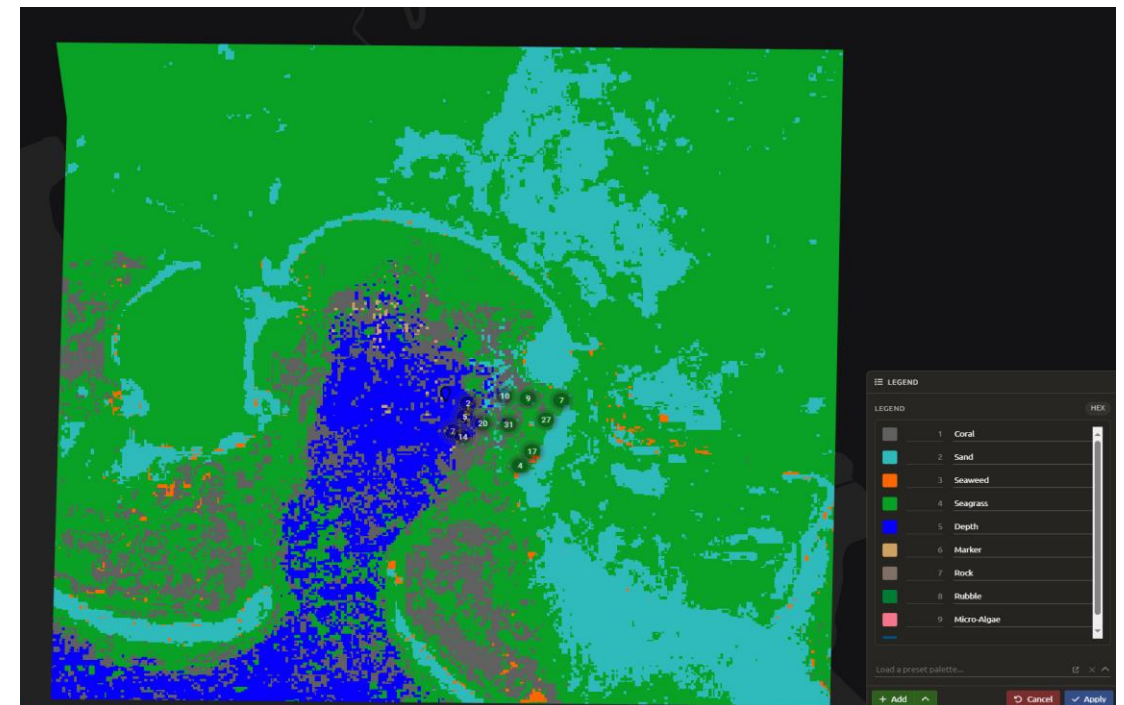 2
5
2
14
20
10
9
7
31
27
17
4
LEGEND
LEGEND HEX
1 Coral
2 Sand
3 Seaweed
4 Seagrass
5 Depth
6 Marker
7 Rock
8 Rubble
9 Micro-Algae
Load a preset palette...
+ Add Cancel Apply